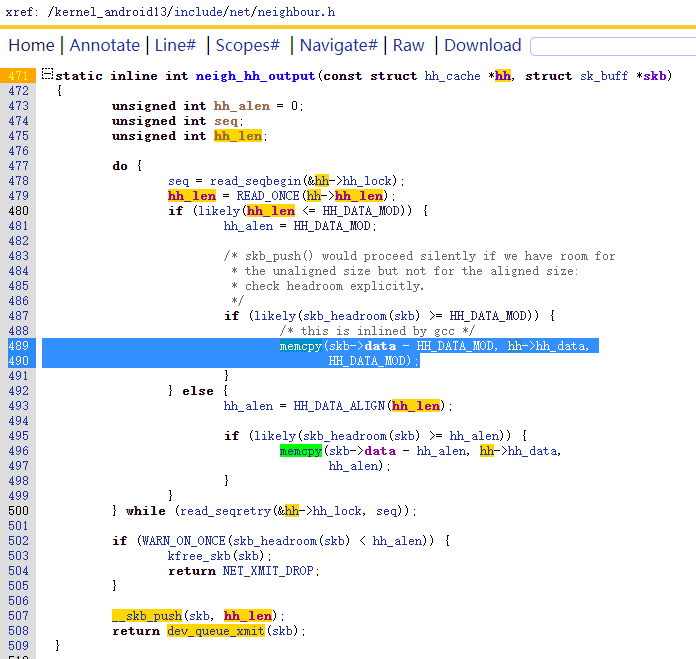 xref: /kernel_android13/include/net/neighbour.h
Home | Annotate | Line# | Scopes# | Navigate# | Raw | Download
471 static inline int neigh_hh_output(const struct hh_cache *hh, struct sk_buff *skb)
472 {
473 unsigned int hh_alen = 0;
474 unsigned int seq;
475 unsigned int hh_len;
476
477 do {
478 seq = read_seqbegin(&hh->hh_lock);
479 hh_len = READ_ONCE(hh->hh_len);
480 if (likely(hh_len <= HH_DATA_MOD)) {
481 hh_alen = HH_DATA_MOD;
482
483 /* skb_push() would proceed silently if we have room for
484 * the unaligned size but not for the aligned size:
485 * check headroom explicitly.
486 */
487 if (likely(skb_headroom(skb) >= HH_DATA_MOD)) {
488 /* this is inlined by gcc */
489 memcpy(skb->data - HH_DATA_MOD, hh->hh_data,
490 HH_DATA_MOD);
491 }
492 } else {
493 hh_alen = HH_DATA_ALIGN(hh_len);
494
495 if (likely(skb_headroom(skb) >= hh_alen)) {
496 memcpy(skb->data - hh_alen, hh->hh_data,
497 hh_alen);
498 }
499 }
500 } while (read_seqretry(&hh->hh_lock, seq));
501
502 if (WARN_ON_ONCE(skb_headroom(skb) < hh_alen)) {
503 kfree_skb(skb);
504 return NET_XMIT_DROP;
505 }
506
507 __skb_push(skb, hh_len);
508 return dev_queue_xmit(skb);
509 }